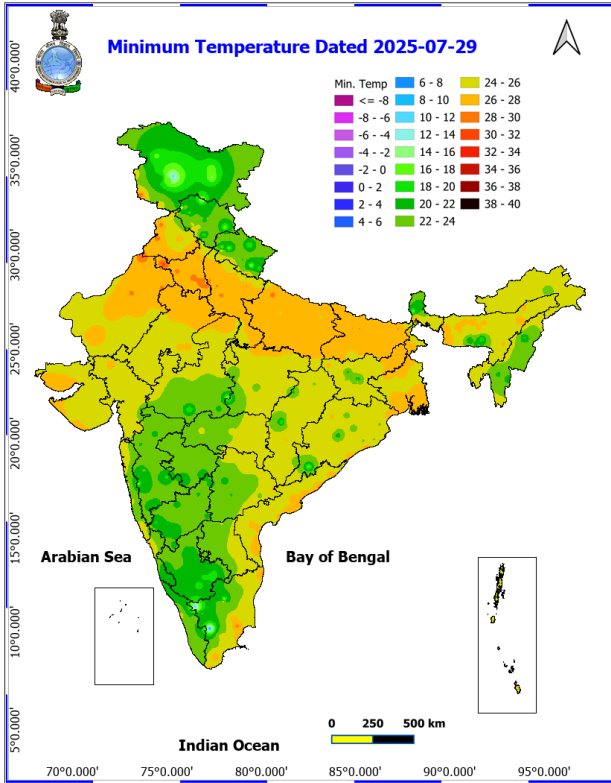 Minimum Temperature Dated 2025-07-29
Min. Temp
<= -8
-8 - -6
-6 - -4
-4 - -2
-2 - 0
0 - 2
2 - 4
4 - 6
6 - 8
8 - 10
10 - 12
12 - 14
14 - 16
16 - 18
18 - 20
20 - 22
22 - 24
24 - 26
26 - 28
28 - 30
30 - 32
32 - 34
34 - 36
36 - 38
38 - 40
40°0.000'
35°0.000'
30°0.000'
25°0.000'
20°0.000'
15°0.000'
10°0.000'
5°0.000'
Arabian Sea
Bay of Bengal
Indian Ocean
0 250 500 km
70°0.000' 75°0.000' 80°0.000' 85°0.000' 90°0.000' 95°0.000'